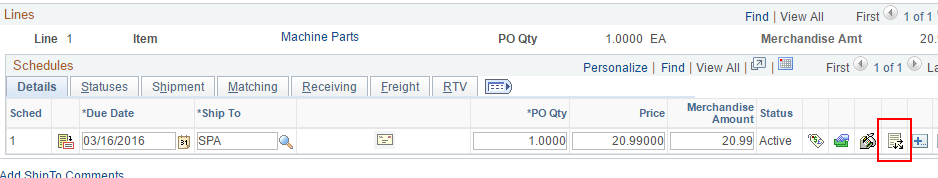 Lines
Find | View All First 1 of 1
Line 1 Item Machine Parts PO Qty 1.0000 EA Merchandise Amt 20.
Schedules
Personalize | Find | View All | | First 1 of 1 La
Details Statuses Shipment Matching Receiving Freight RTV
Sched *Due Date *Ship To *PO Qty Price Merchandise Amount Status
1 03/16/2016 31 SPA 1.0000 20.99000 20.99 Active
Add ShipTo Comments